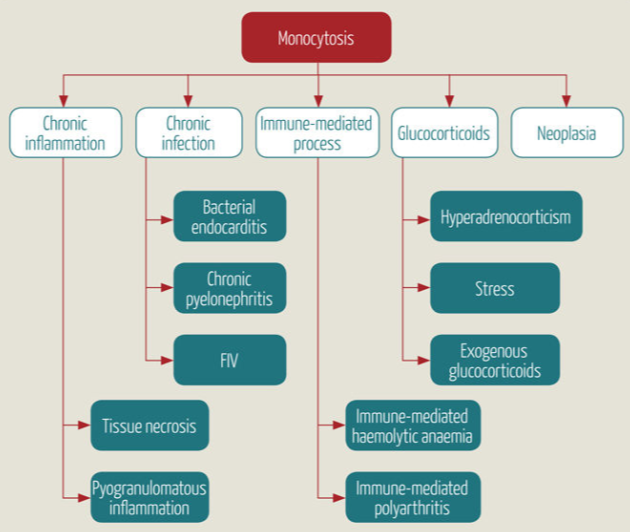 Monocytosis
Chronic
inflammation
Chronic
infection
Immune-mediated
process
Glucocorticoids
Neoplasia
Bacterial
endocarditis
Hyperadrenocorticism
Chronic
pyelonephritis
Stress
FIV
Exogenous
glucocorticoids
Tissue necrosis
Immune-mediated
haemolytic anaemia
Pyogranulomatous
inflammation
Immune-mediated
polyarthritis